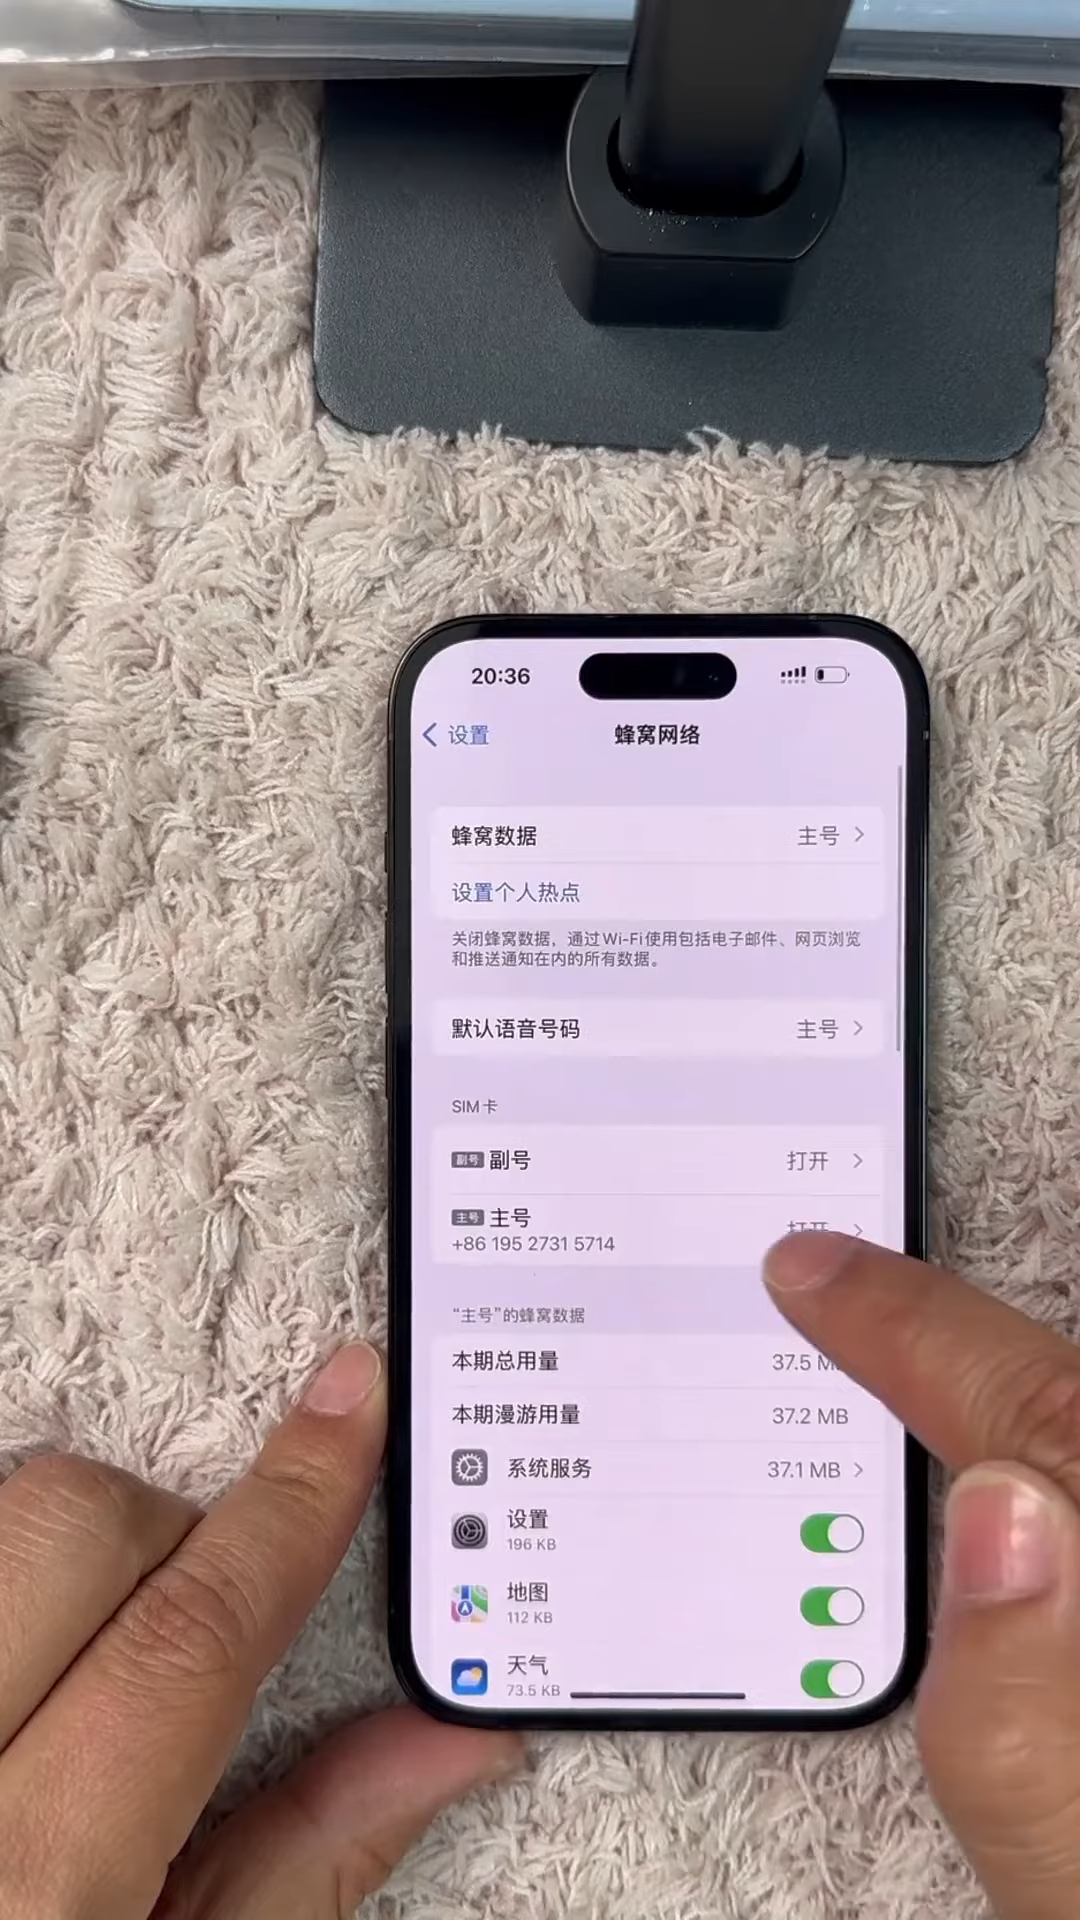 20:36
设置
蜂窝网络
蜂窝数据 主号
设置个人热点
关闭蜂窝数据，通过Wi-Fi使用包括电子邮件、网页浏览
和推送通知在内的所有数据。
默认语音号码 主号
SIM卡
副号 副号 打开
主号 主号 打开
+86 195 2731 5714
“主号”的蜂窝数据
本期总用量 37.5 M
本期漫游用量 37.2 MB
系统服务 37.1 MB
设置
196 KB
地图
112 KB
天气
73.5 KB